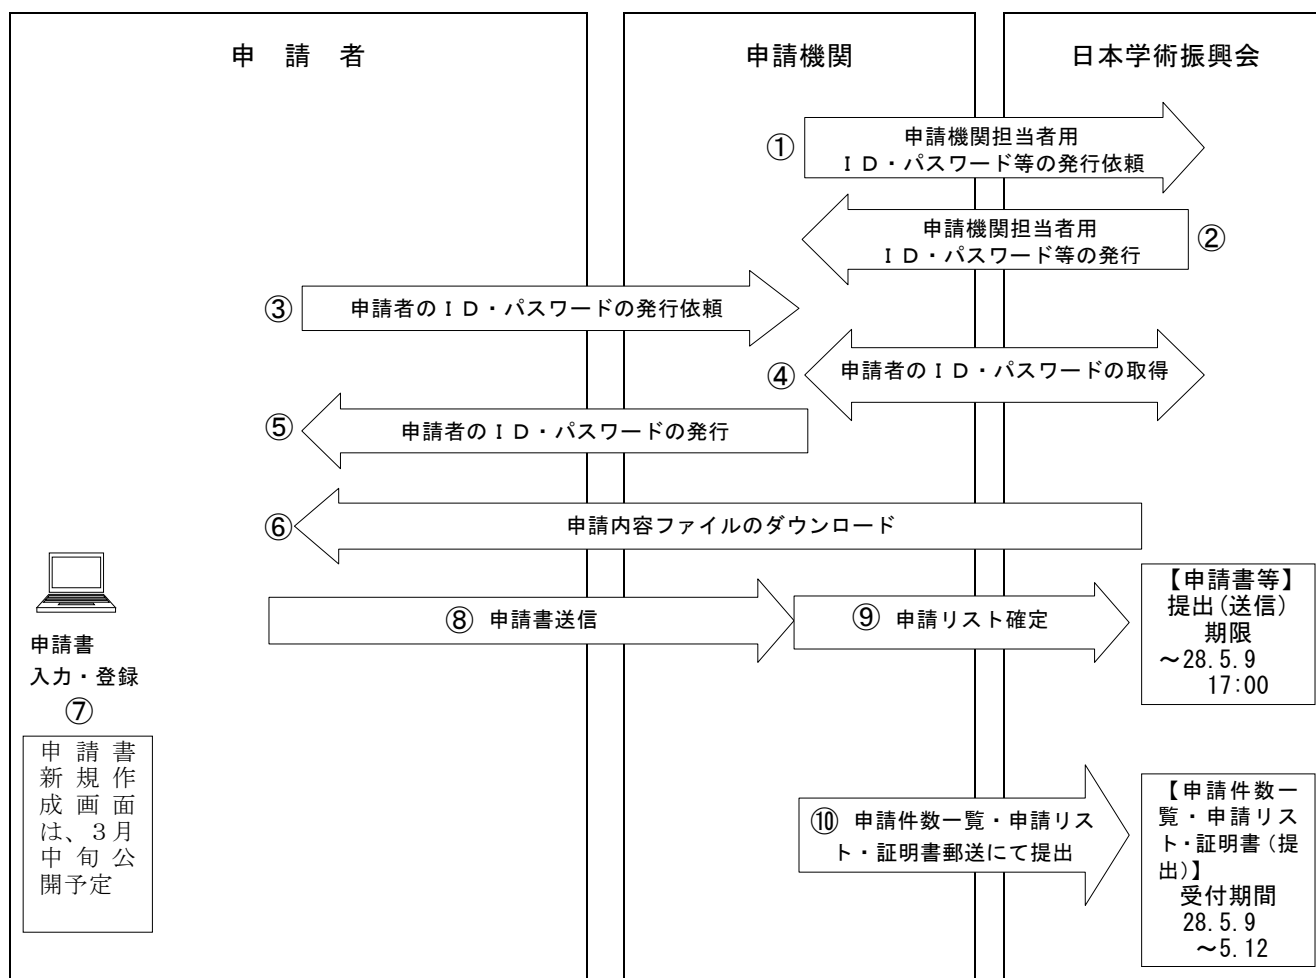 申 請 者
申請機関
日本学術振興会
①
申請機関担当者用
ＩＤ・パスワード等の発行依頼
申請機関担当者用
ＩＤ・パスワード等の発行
②
③
申請者のＩＤ・パスワードの発行依頼
④
申請者のＩＤ・パスワードの取得
⑤
申請者のＩＤ・パスワードの発行
⑥
申請内容ファイルのダウンロード
⑧ 申請書送信
⑨ 申請リスト確定
【申請書等】
提出(送信)
期限
～28.5.9
17:00
申請書
入力・登録
⑦
申請書
新規作
成画面
は、３月
中旬公
開予定
⑩ 申請件数一覧・申請リス
ト・証明書郵送にて提出
【申請件数一
覧・申請リス
ト・証明書(提
出)】
受付期間
28.5.9
～5.12